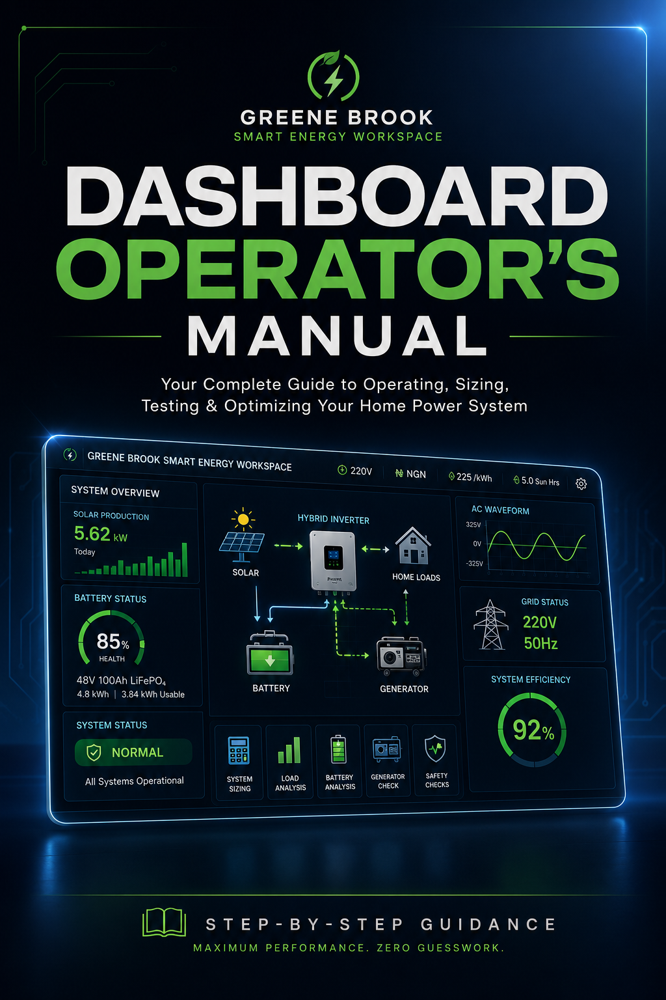 GREENE BROOK
SMART ENERGY WORKSPACE
DASHBOARD
OPERATOR’S
MANUAL
Your Complete Guide to Operating, Sizing,
Testing & Optimizing Your Home Power System
GREENE BROOK SMART ENERGY WORKSPACE
220V
₦ NGN
225 /kWh
5.0 Sun Hrs
SYSTEM OVERVIEW
SOLAR PRODUCTION
5.62 kW
Today
BATTERY STATUS
85%
HEALTH
48V 100Ah LiFePO₄
4.8 kWh | 3.84 kWh Usable
SYSTEM STATUS
NORMAL
All Systems Operational
HYBRID INVERTER
SOLAR
HOME LOADS
BATTERY
GENERATOR
SYSTEM
SIZING
LOAD
ANALYSIS
BATTERY
ANALYSIS
GENERATOR
CHECK
SAFETY
CHECKS
AC WAVEFORM
325V
0V
-325V
GRID STATUS
220V
50Hz
SYSTEM EFFICIENCY
92%
STEP-BY-STEP GUIDANCE
MAXIMUM PERFORMANCE. ZERO GUESSWORK.